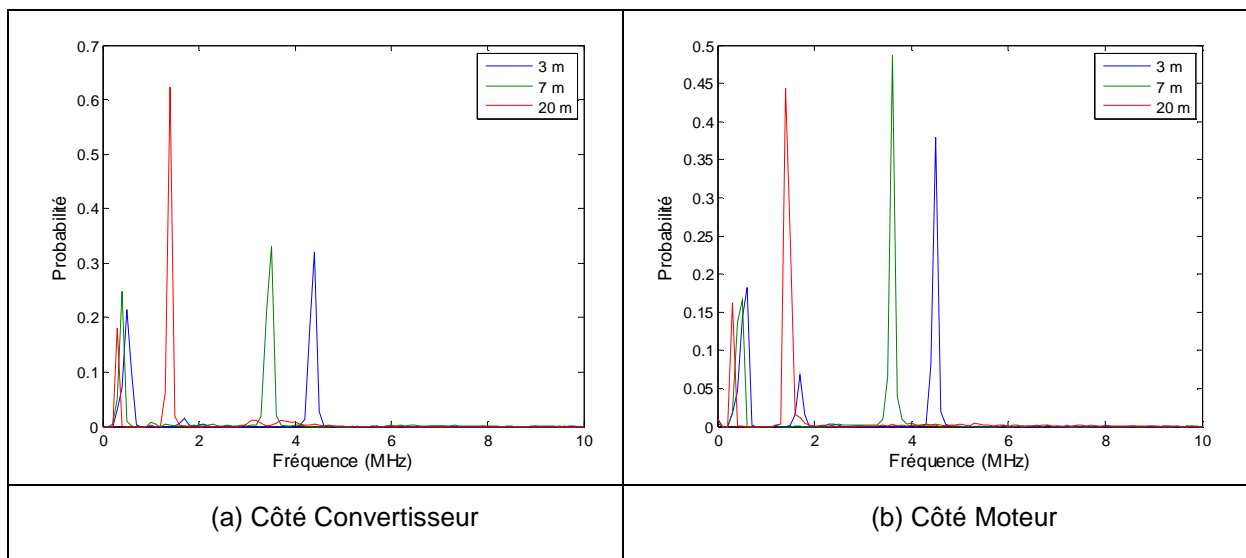 0.7
0.6
0.5
0.4
0.3
0.2
0.1
0
0
2
4
6
8
10
Probabilité
Fréquence (MHz)
3 m
7 m
20 m
0.5
0.45
0.4
0.35
0.3
0.25
0.2
0.15
0.1
0.05
0
0
2
4
6
8
10
Probabilité
Fréquence (MHz)
3 m
7 m
20 m
(a) Côté Convertisseur
(b) Côté Moteur